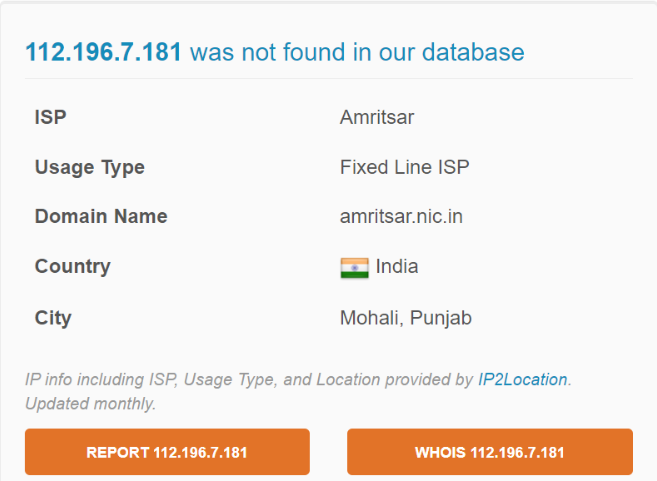 112.196.7.181 was not found in our database
ISP Amritsar
Usage Type Fixed Line ISP
Domain Name amritsar.nic.in
Country India
City Mohali, Punjab
IP info including ISP, Usage Type, and Location provided by IP2Location.
Updated monthly.
REPORT 112.196.7.181 WHOIS 112.196.7.181